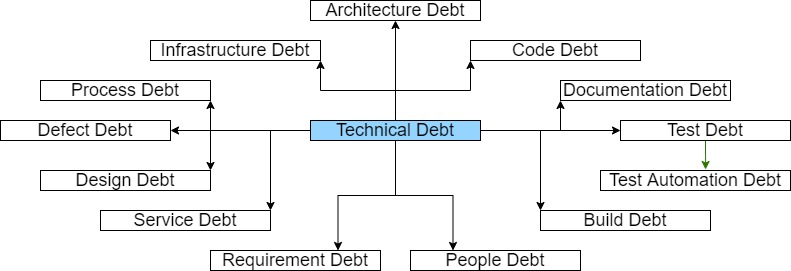 Architecture Debt
Infrastructure Debt
Code Debt
Process Debt
Documentation Debt
Defect Debt
Technical Debt
Test Debt
Design Debt
Test Automation Debt
Service Debt
Build Debt
Requirement Debt
People Debt